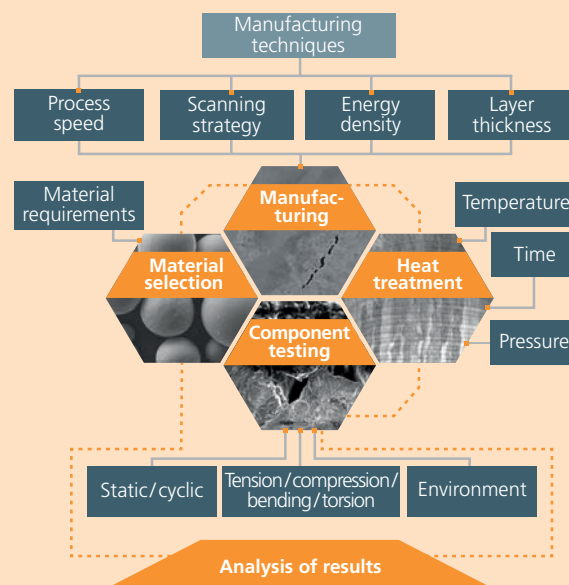 Manufacturing
techniques
Process
speed
Scanning
strategy
Energy
density
Layer
thickness
Material
requirements
Manufac-
turing
Temperature
Material
selection
Heat
treatment
Time
Component
testing
Pressure
Static/cyclic
Tension/compression/
bending/torsion
Environment
Analysis of results